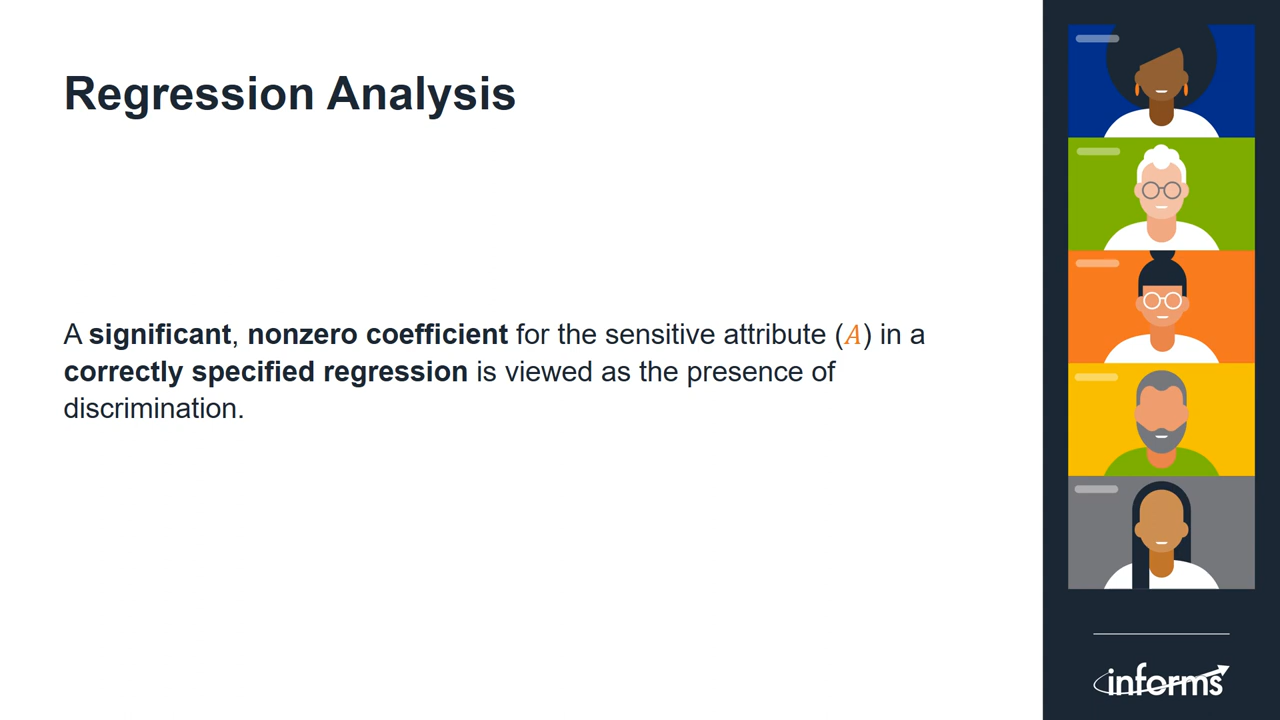 Regression Analysis
A significant, nonzero coefficient for the sensitive attribute (A) in a
correctly specified regression is viewed as the presence of
discrimination.
informs